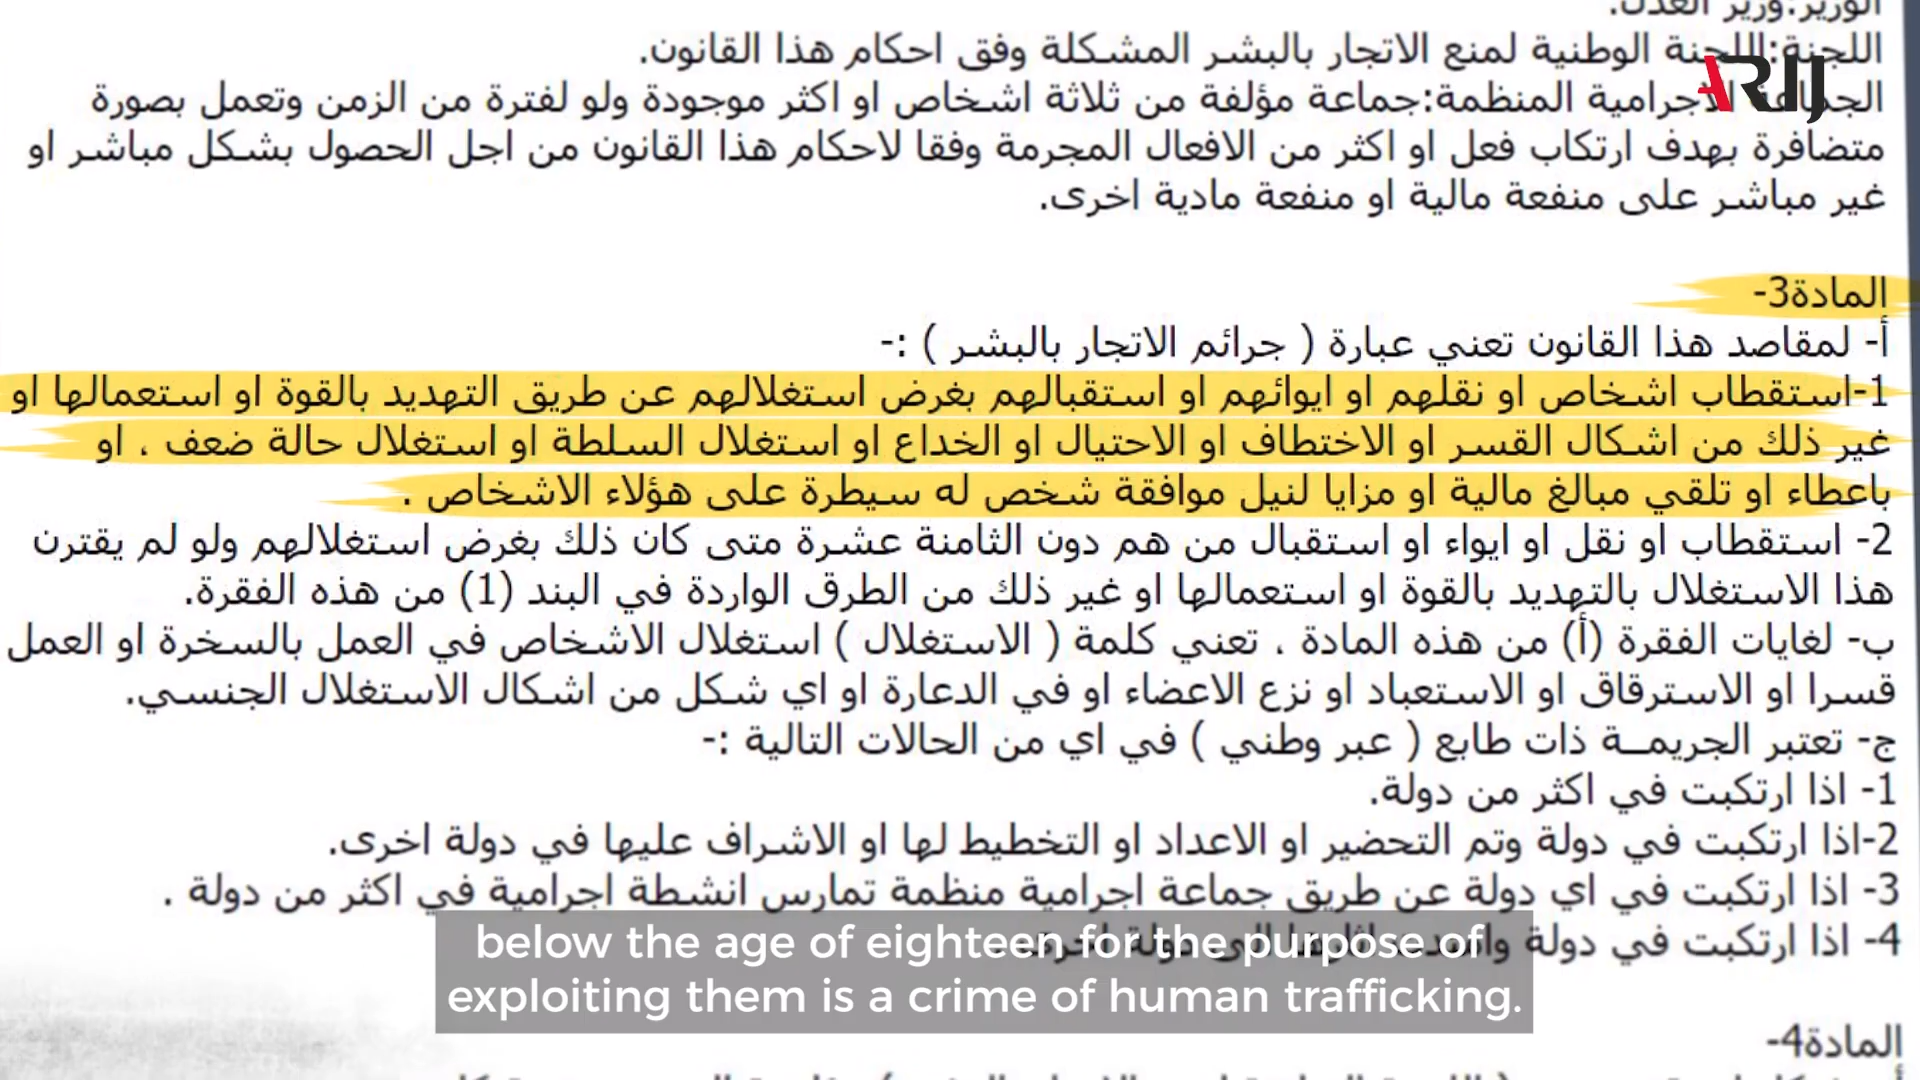 الوزير:وزير العدل.
اللجنة:اللجنة الوطنية لمنع الاتجار بالبشر المشكلة وفق احكام هذا القانون.
ARIJ
الاجرامية المنظمة:جماعة مؤلفة من ثلاثة اشخاص او اكثر موجودة ولو لفترة من الزمن وتعمل بصورة
متضافرة بهدف ارتكاب فعل او اكثر من الافعال المجرمة وفقا لاحكام هذا القانون من اجل الحصول بشكل مباشر او
غير مباشر على منفعة مالية او منفعة مادية اخرى.
المادة3-
أ- لمقاصد هذا القانون تعني عبارة ( جرائم الاتجار بالبشر ) :-
1-استقطاب اشخاص او نقلهم او ايوائهم او استقبالهم بغرض استغلالهم عن طريق التهديد بالقوة او استعمالها او
غير ذلك من اشكال القسر او الاختطاف او الاحتيال او الخداع او استغلال السلطة او استغلال حالة ضعف ، او
باعطاء او تلقي مبالغ مالية او مزايا لنيل موافقة شخص له سيطرة على هؤلاء الاشخاص .
2- استقطاب او نقل او ايواء او استقبال من هم دون الثامنة عشرة متى كان ذلك بغرض استغلالهم ولو لم يقترن
هذا الاستغلال بالتهديد بالقوة او استعمالها او غير ذلك من الطرق الواردة في البند (1) من هذه الفقرة.
ب- لغايات الفقرة (أ) من هذه المادة ، تعني كلمة ( الاستغلال ) استغلال الاشخاص في العمل بالسخرة او العمل
قسرا او الاسترقاق او الاستعباد او نزع الاعضاء او في الدعارة او اي شكل من اشكال الاستغلال الجنسي.
ج- تعتبر الجريمــة ذات طابع ( عبر وطني ) في اي من الحالات التالية :-
1- اذا ارتكبت في اكثر من دولة.
2-اذا ارتكبت في دولة وتم التحضير او الاعداد او التخطيط لها او الاشراف عليها في دولة اخرى.
3- اذا ارتكبت في اي دولة عن طريق جماعة اجرامية منظمة تمارس انشطة اجرامية في اكثر من دولة .
4- اذا ارتكبت في دولة
below the age of eighteen for the purpose of
exploiting them is a crime of human trafficking.
المادة4-